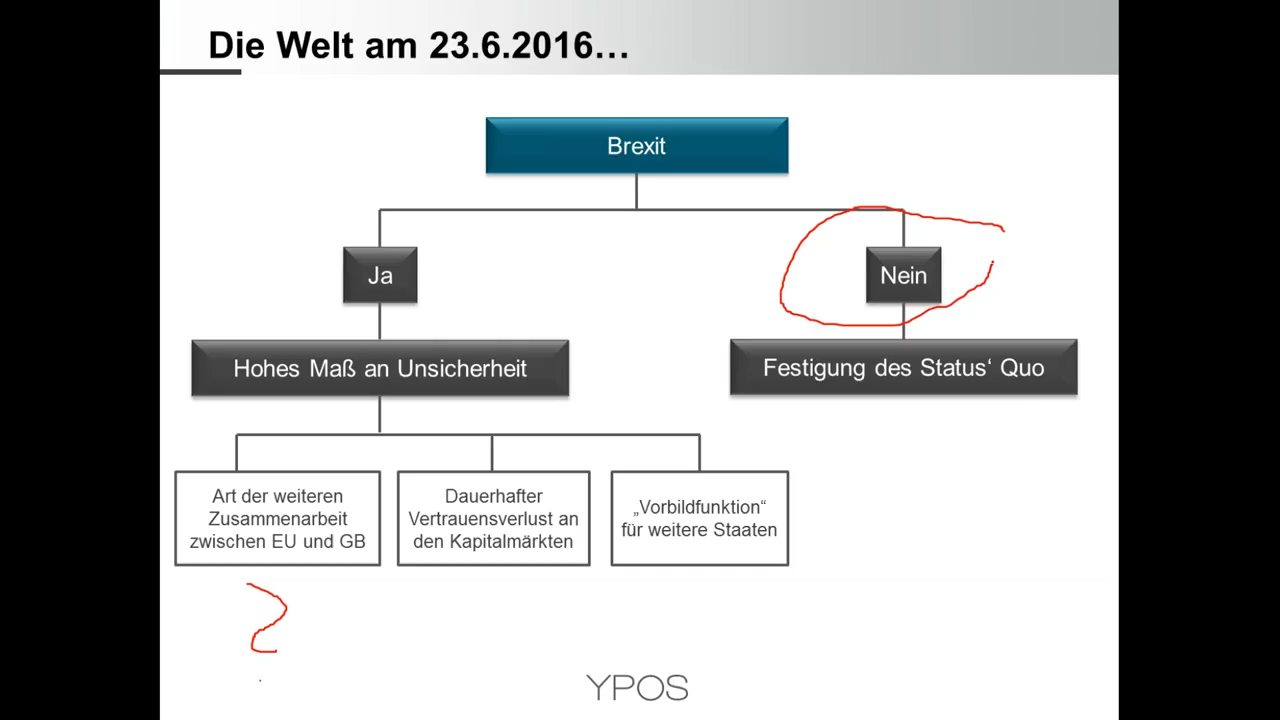 Die Welt am 23.6.2016…
Brexit
Ja
Nein
Hohes Maß an Unsicherheit
Festigung des Status‘ Quo
Art der weiteren
Zusammenarbeit
zwischen EU und GB
Dauerhafter
Vertrauensverlust an
den Kapitalmärkten
„Vorbildfunktion“
für weitere Staaten
?
YPOS